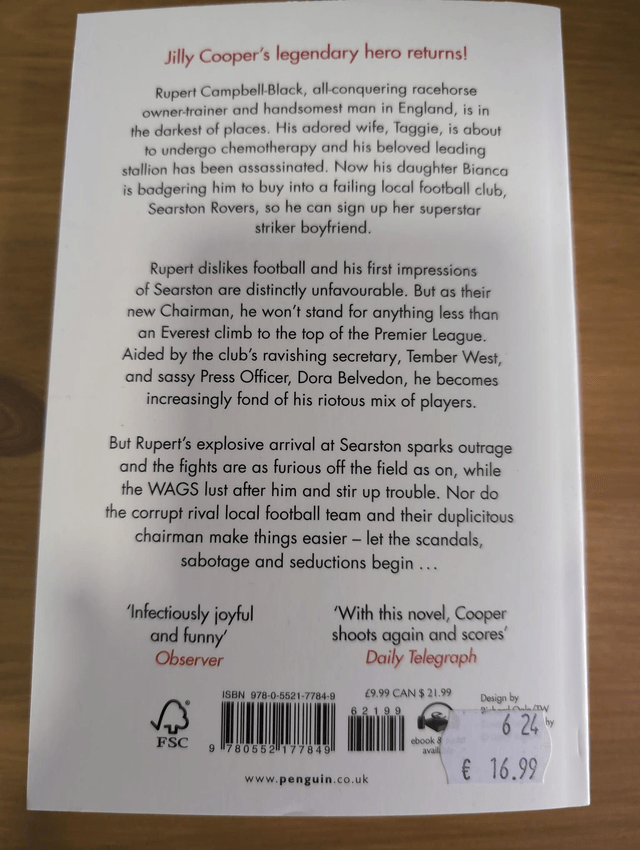 Jilly Cooper's legendary hero returns!
Rupert Campbell-Black, all-conquering racehorse
owner-trainer and handsomest man in England, is in
the darkest of places. His adored wife, Taggie, is about
to undergo chemotherapy and his beloved leading
stallion has been assassinated. Now his daughter Bianca
is badgering him to buy into a failing local football club,
Searston Rovers, so he can sign up her superstar
striker boyfriend.
Rupert dislikes football and his first impressions
of Searston are distinctly unfavourable. But as their
new Chairman, he won't stand for anything less than
an Everest climb to the top of the Premier League.
Aided by the club's ravishing secretary, Tember West,
and sassy Press Officer, Dora Belvedon, he becomes
increasingly fond of his riotous mix of players.
But Rupert's explosive arrival at Searston sparks outrage
and the fights are as furious off the field as on, while
the WAGS lust after him and stir up trouble. Nor do
the corrupt rival local football team and their duplicitous
chairman make things easier – let the scandals,
sabotage and seductions begin ...
'Infectiously joyful
and funny'
Observer
'With this novel, Cooper
shoots again and scores'
Daily Telegraph
FSC
ISBN 978-0-5521-7784-9
9 780552 177849
£9.99 CAN $ 21.99
62199
ebook &
Design by
by
6 24
€ 16.99
www.penguin.co.uk